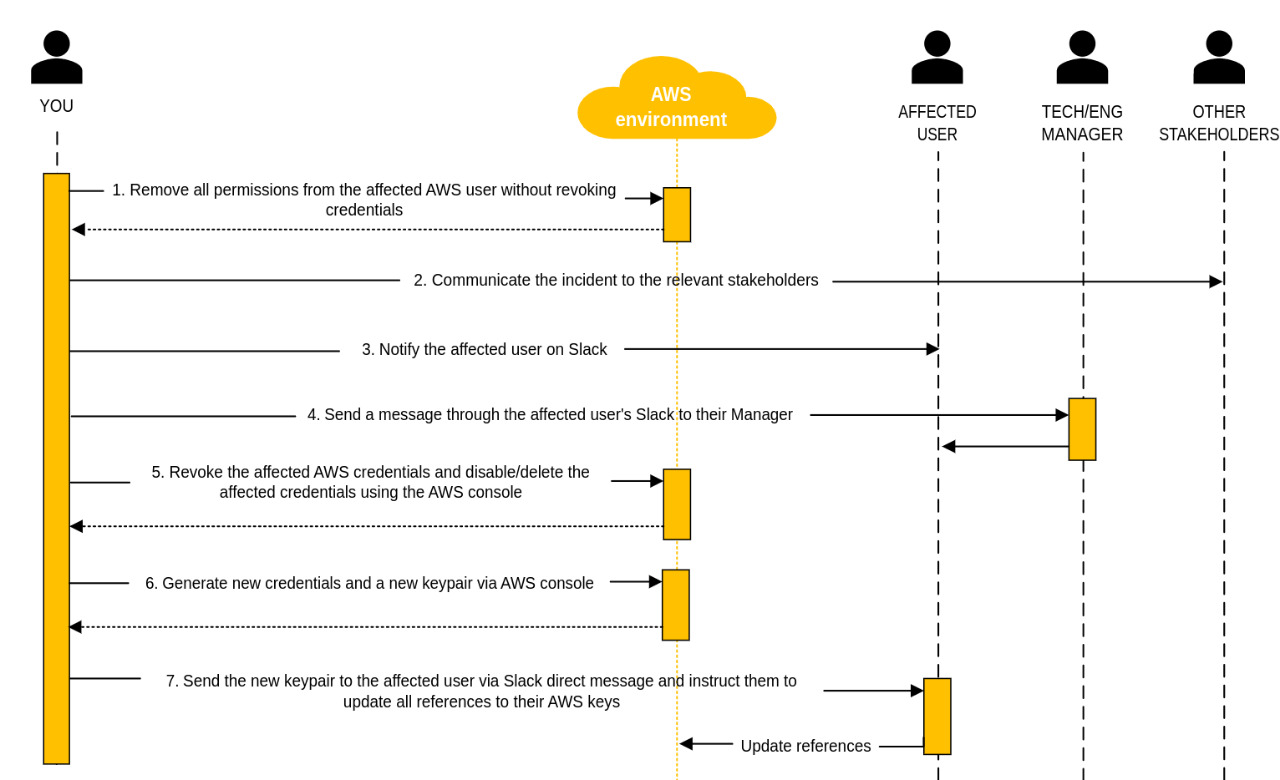 YOU
AWS
environment
AFFECTED
USER
TECH/ENG
MANAGER
OTHER
STAKEHOLDERS
1. Remove all permissions from the affected AWS user without revoking
credentials
2. Communicate the incident to the relevant stakeholders
3. Notify the affected user on Slack
4. Send a message through the affected user's Slack to their Manager
5. Revoke the affected AWS credentials and disable/delete the
affected credentials using the AWS console
6. Generate new credentials and a new keypair via AWS console
7. Send the new keypair to the affected user via Slack direct message and instruct them to
update all references to their AWS keys
Update references